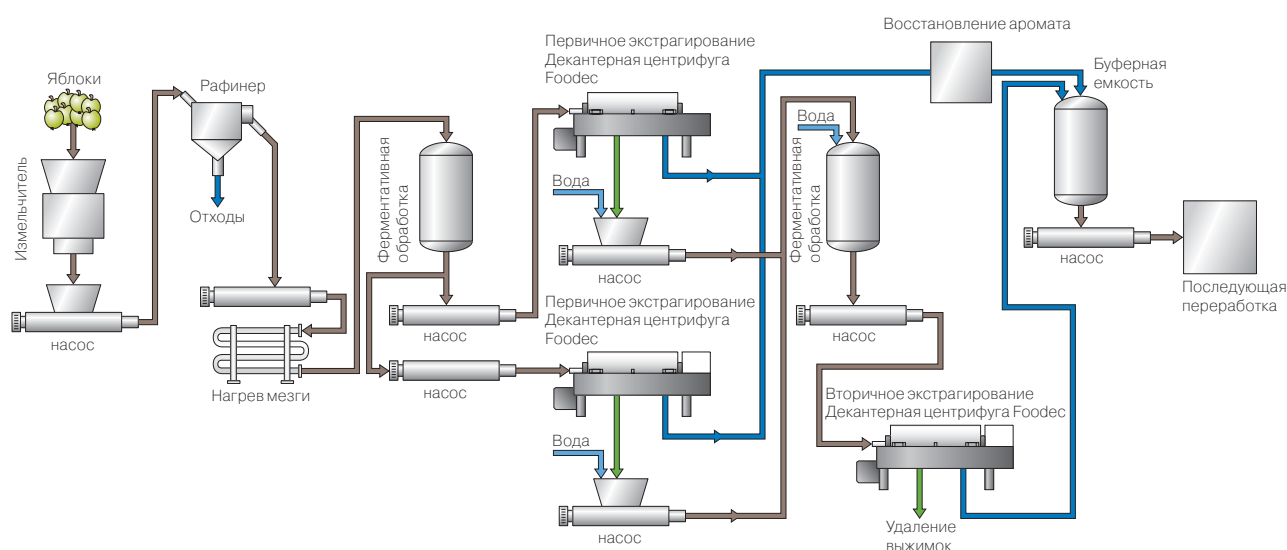 Яблоки
Измельчитель
насос
Рафинер
Отходы
Нагрев мезги
Ферментативная
обработка
насос
насос
Первичное экстрагирование
Декантерная центрифуга
Foodec
Вода
насос
Первичное экстрагирование
Декантерная центрифуга
Foodec
Вода
насос
Вода
Ферментативная
обработка
насос
Вторичное экстрагирование
Декантерная центрифуга Foodec
Удаление
выжимок
Восстановление аромата
Буферная
емкость
насос
Последующая
переработка